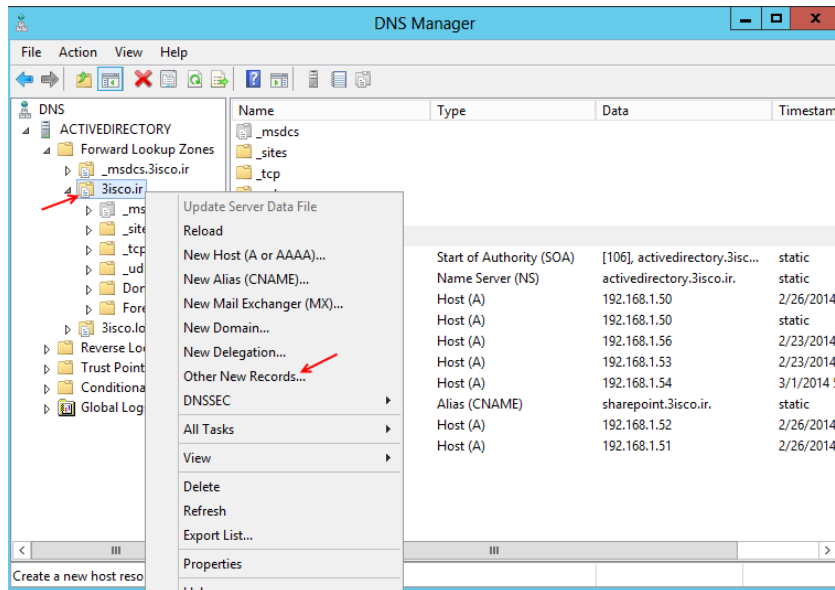 DNS Manager
File Action View Help
DNS
ACTIVEDIRECTORY
Forward Lookup Zones
_msdcs.3isco.ir
3isco.ir
_ms
_site
_tcp
_ud
Dor
Fore
3isco.lo
Reverse Loo
Trust Point
Conditiona
Global Log
Name Type Data Timestam
_msdcs
_sites
_tcp
Start of Authority (SOA) [106], activedirectory.3isc... static
Name Server (NS) activedirectory.3isco.ir. static
Host (A) 192.168.1.50 2/26/2014
Host (A) 192.168.1.50 static
Host (A) 192.168.1.56 2/23/2014
Host (A) 192.168.1.53 2/23/2014
Host (A) 192.168.1.54 3/1/2014
Alias (CNAME) sharepoint.3isco.ir. static
Host (A) 192.168.1.52 2/26/2014
Host (A) 192.168.1.51 2/26/2014
Update Server Data File
Reload
New Host (A or AAAA)...
New Alias (CNAME)...
New Mail Exchanger (MX)...
New Domain...
New Delegation...
Other New Records...
DNSSEC
All Tasks
View
Delete
Refresh
Export List...
Properties
Create a new host reso